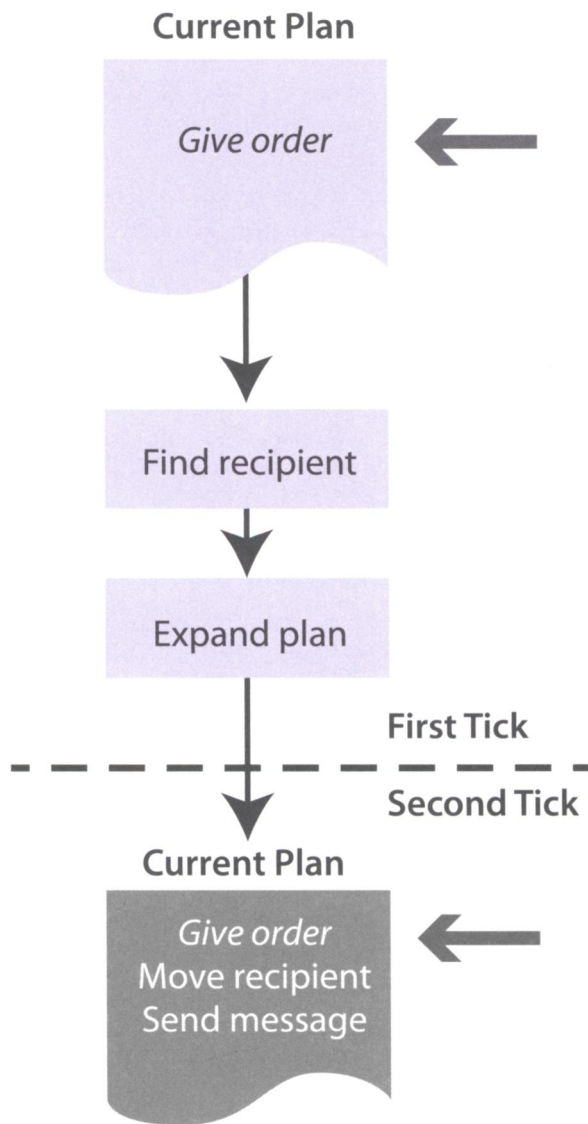 Current Plan
Give order
Find recipient
Expand plan
First Tick
Second Tick
Current Plan
Give order
Move recipient
Send message